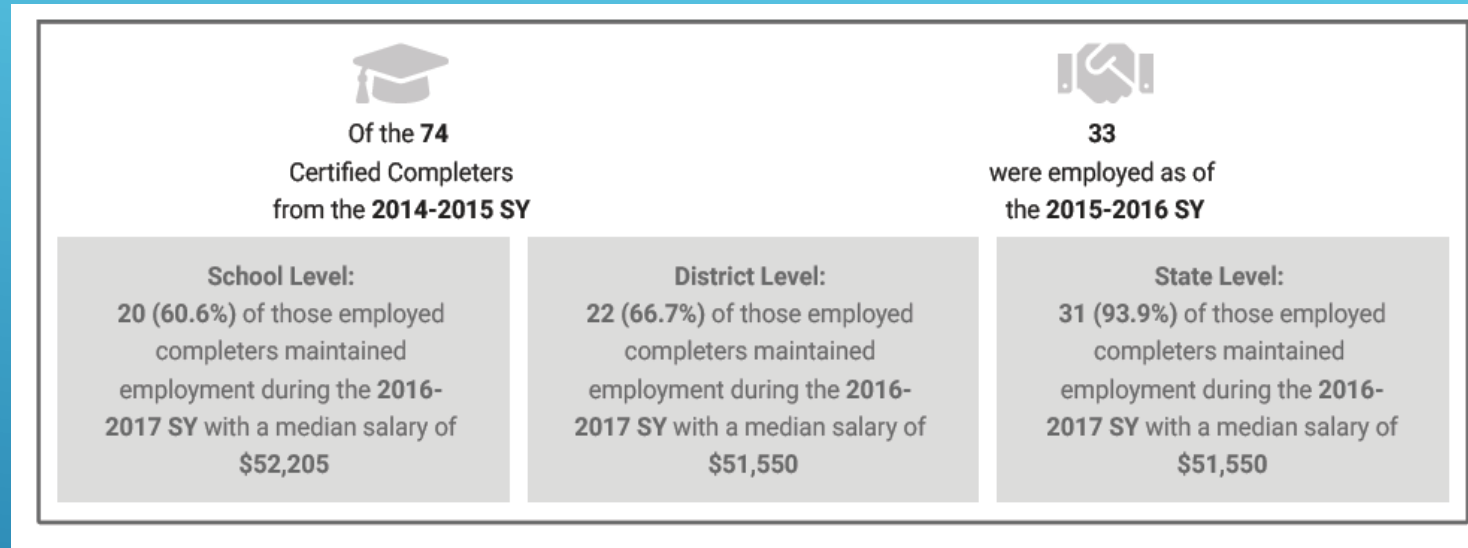 Of the 74
Certified Completers
from the 2014-2015 SY
33
were employed as of
the 2015-2016 SY
School Level:
20 (60.6%) of those employed
completers maintained
employment during the 2016-
2017 SY with a median salary of
$52,205
District Level:
22 (66.7%) of those employed
completers maintained
employment during the 2016-
2017 SY with a median salary of
$51,550
State Level:
31 (93.9%) of those employed
completers maintained
employment during the 2016-
2017 SY with a median salary of
$51,550